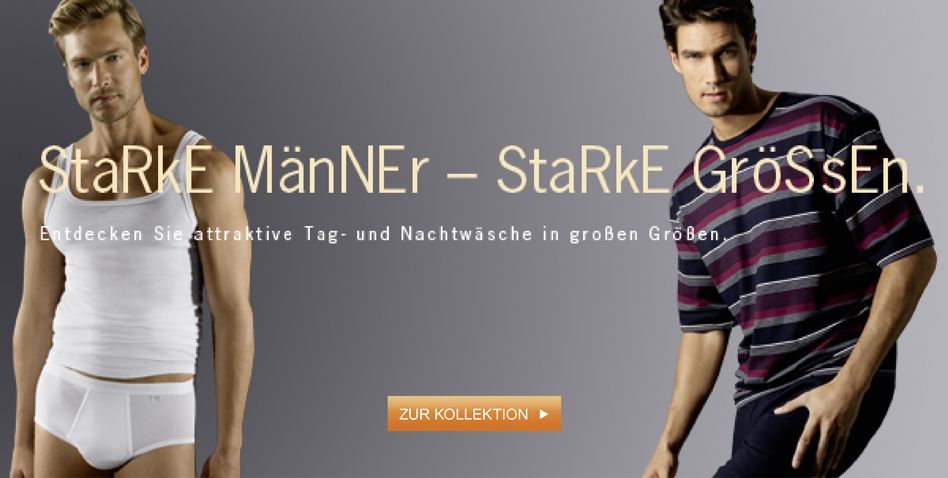 StaRkE MänNEr – StaRkE GröSsEn.
Entdecken Sie attraktive Tag- und Nachtwäsche in großen Größen.
ZUR KOLLEKTION